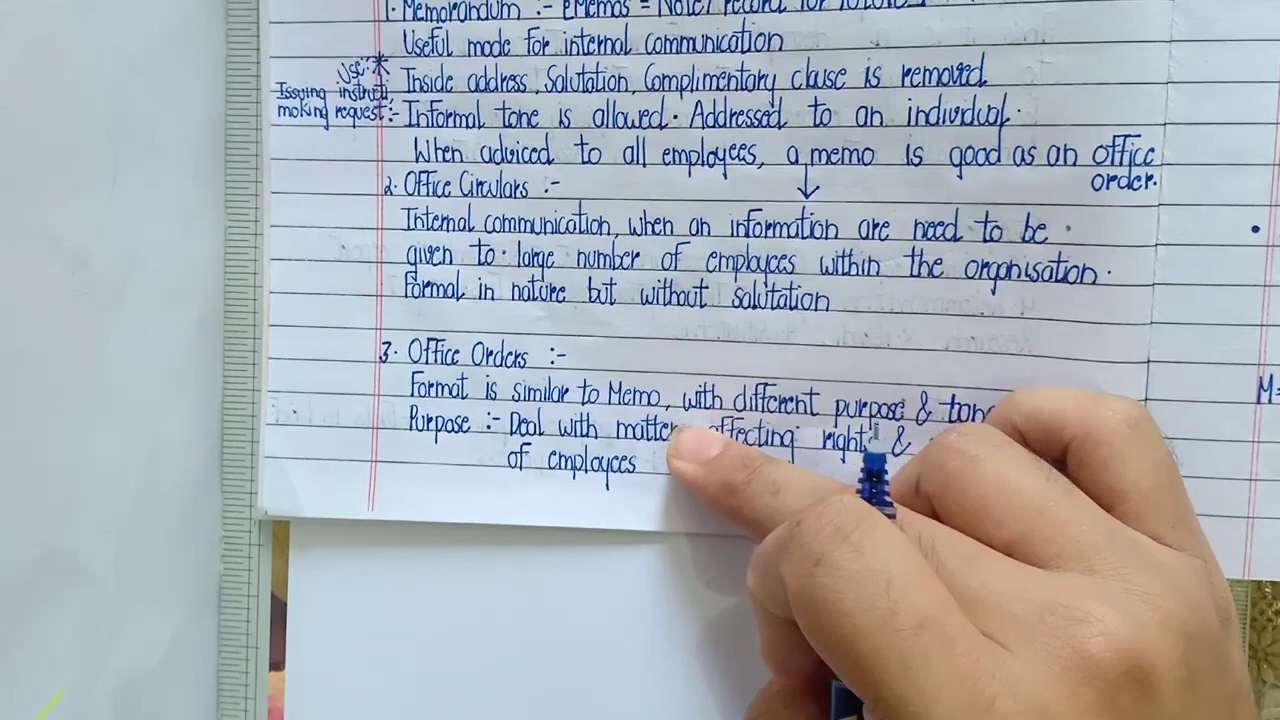 1. Memorandum :- (Memos = Note / record for
Useful mode for internal communication
Use:- * Inside address, Salutation, Complimentary clause is removed
Issuing instructi,
making request:- Informal tone is allowed. Addressed to an individual.
When adviced to all employees, a memo is good as an office
order.
2. Office Circulars :-
Internal communication, when an information are need to be
given to large number of employees within the organisation.
Formal in nature but without salutation
3. Office Orders :-
Format is similar to Memo, with different purpose & tone
Purpose :- Deal with matter affecting right &
of employees